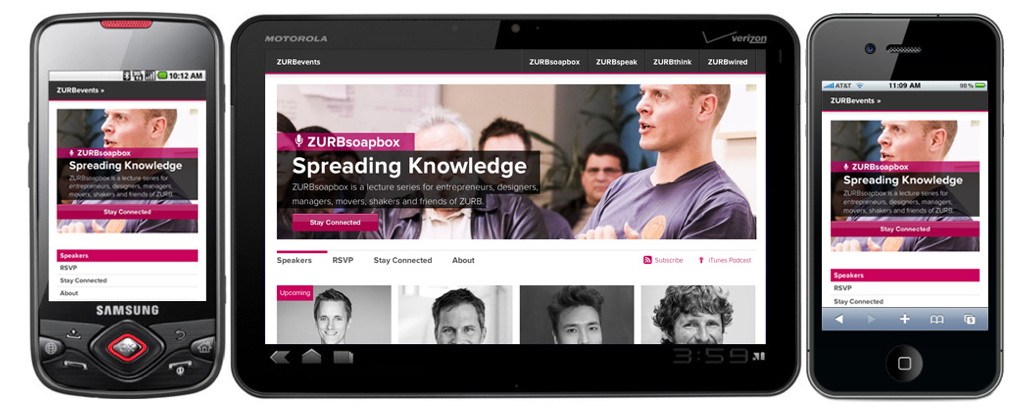 10:12 AM
ZURBevents »
ZURBsoapbox
Spreading Knowledge
ZURBsoapbox is a lecture series for
entrepreneurs, designers, managers,
movers, shakers and friends of ZURB.
Stay Connected
Speakers
RSVP
Stay Connected
About
SAMSUNG
OK
MOTOROLA
verizon
ZURBevents
ZURBsoapbox
ZURBspeak
ZURBthink
ZURBwired
ZURBsoapbox
Spreading Knowledge
ZURBsoapbox is a lecture series for entrepreneurs, designers,
managers, movers, shakers and friends of ZURB.
Stay Connected
Speakers
RSVP
Stay Connected
About
Subscribe
iTunes Podcast
Upcoming
3:59
AT&T
11:09 AM
98%
ZURBevents »
ZURBsoapbox
Spreading Knowledge
ZURBsoapbox is a lecture series for
entrepreneurs, designers, managers,
movers, shakers and friends of ZURB.
Stay Connected
Speakers
RSVP
Stay Connected